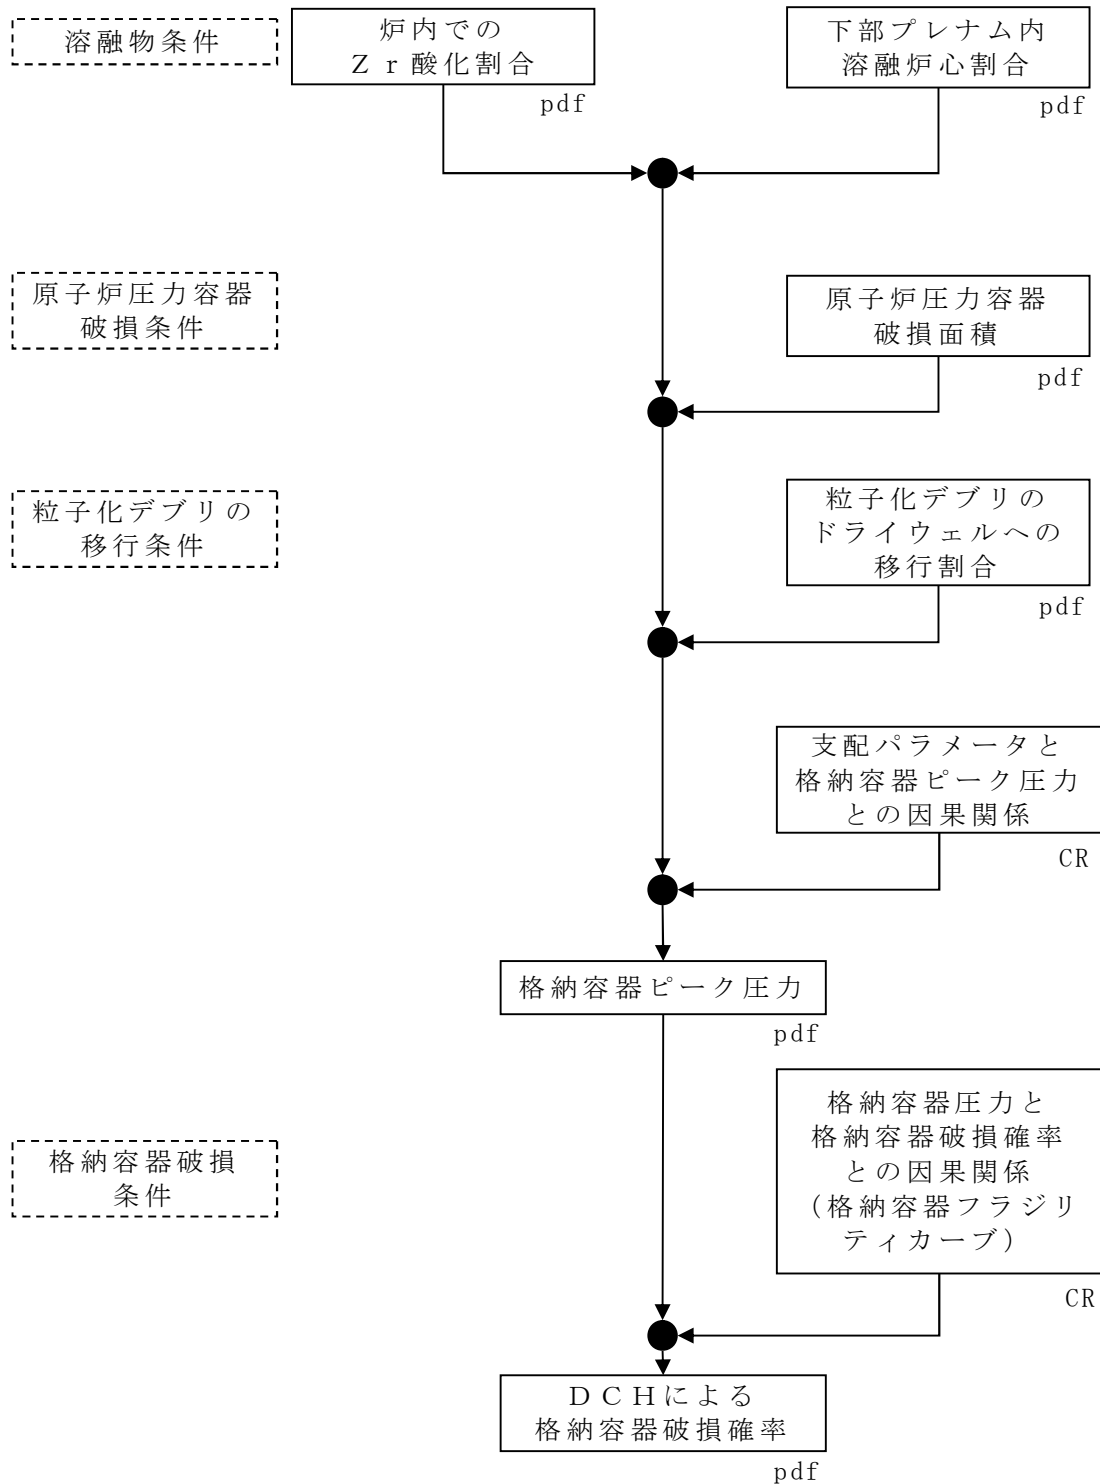 溶融物条件
炉内での
Ｚｒ酸化割合
pdf
下部プレナム内
溶融炉心割合
pdf
原子炉圧力容器
破損条件
原子炉圧力容器
破損面積
pdf
粒子化デブリの
移行条件
粒子化デブリの
ドライウェルへの
移行割合
pdf
支配パラメータと
格納容器ピーク圧力
との因果関係
CR
格納容器ピーク圧力
pdf
格納容器破損
条件
格納容器圧力と
格納容器破損確率
との因果関係
（格納容器フラジリ
ティカーブ）
CR
ＤＣＨによる
格納容器破損確率
pdf